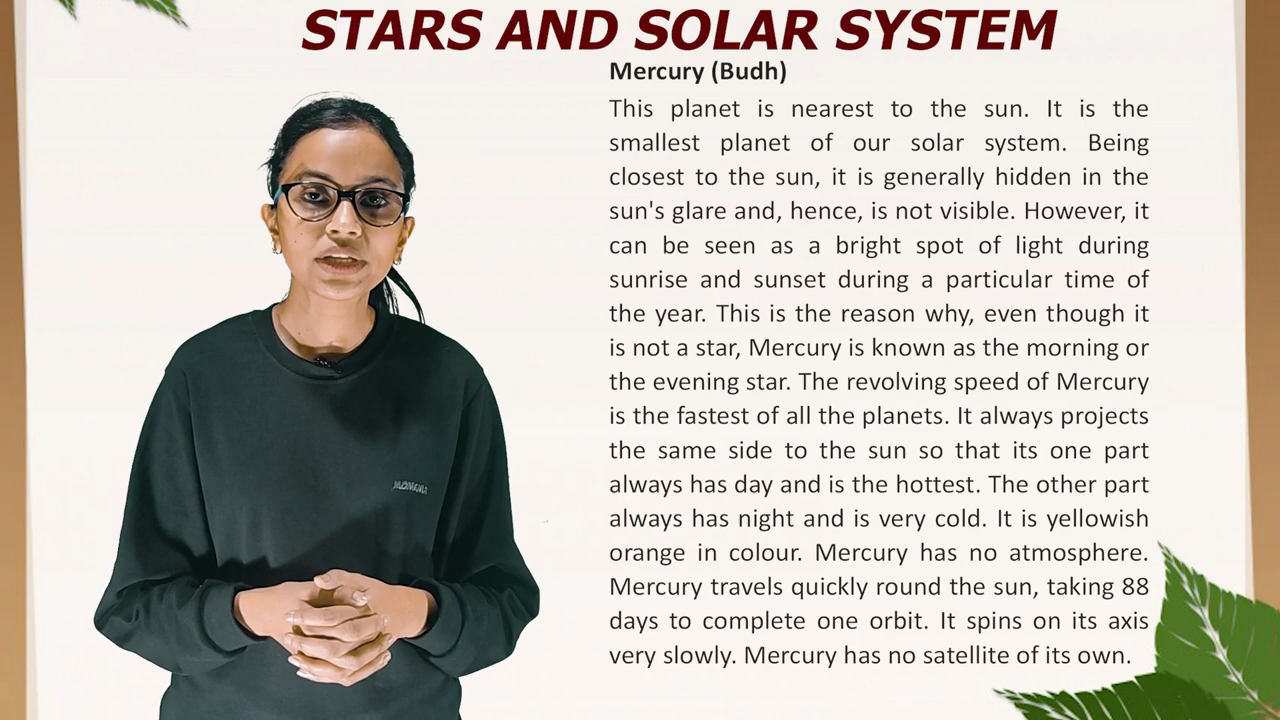 STARS AND SOLAR SYSTEM
Mercury (Budh)
This planet is nearest to the sun. It is the
smallest planet of our solar system. Being
closest to the sun, it is generally hidden in the
sun's glare and, hence, is not visible. However, it
can be seen as a bright spot of light during
sunrise and sunset during a particular time of
the year. This is the reason why, even though it
is not a star, Mercury is known as the morning or
the evening star. The revolving speed of Mercury
is the fastest of all the planets. It always projects
the same side to the sun so that its one part
always has day and is the hottest. The other part
always has night and is very cold. It is yellowish
orange in colour. Mercury has no atmosphere.
Mercury travels quickly round the sun, taking 88
days to complete one orbit. It spins on its axis
very slowly. Mercury has no satellite of its own.